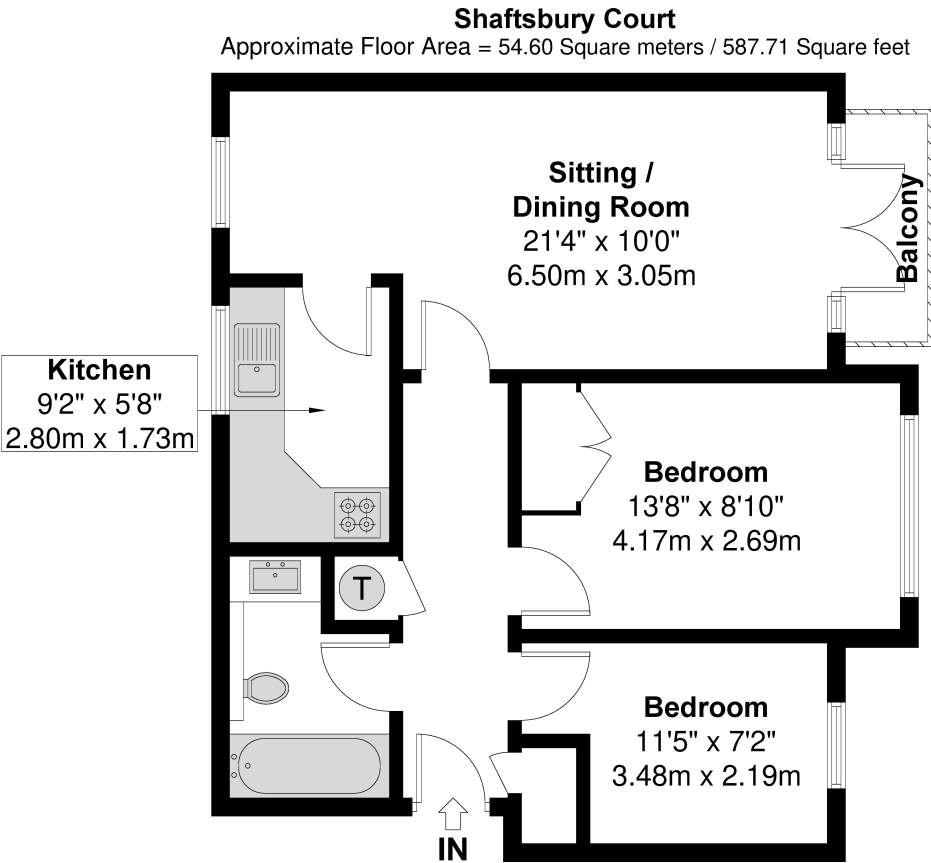 Shaftsbury Court
Approximate Floor Area = 54.60 Square meters / 587.71 Square feet
Sitting /
Dining Room
21'4" x 10'0"
6.50m x 3.05m
Balcony
Kitchen
9'2" x 5'8"
2.80m x 1.73m
Bedroom
13'8" x 8'10"
4.17m x 2.69m
T
Bedroom
11'5" x 7'2"
3.48m x 2.19m
IN